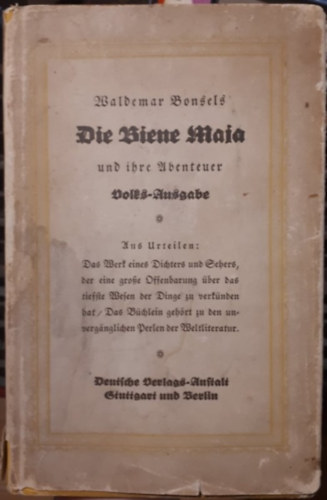 Waldemar Bonsels
Die Biene Maja
und ihre Abenteuer
Volks-Ausgabe
Aus Urteilen:
Das Werk eines Dichters und Sehers,
der eine große Offenbarung über das
tiefste Wesen der Dinge zu verkünden
hat / Das Büchlein gehört zu den un-
vergänglichen Perlen der Weltliteratur.
Deutsche Verlags-Anstalt
Stuttgart und Berlin